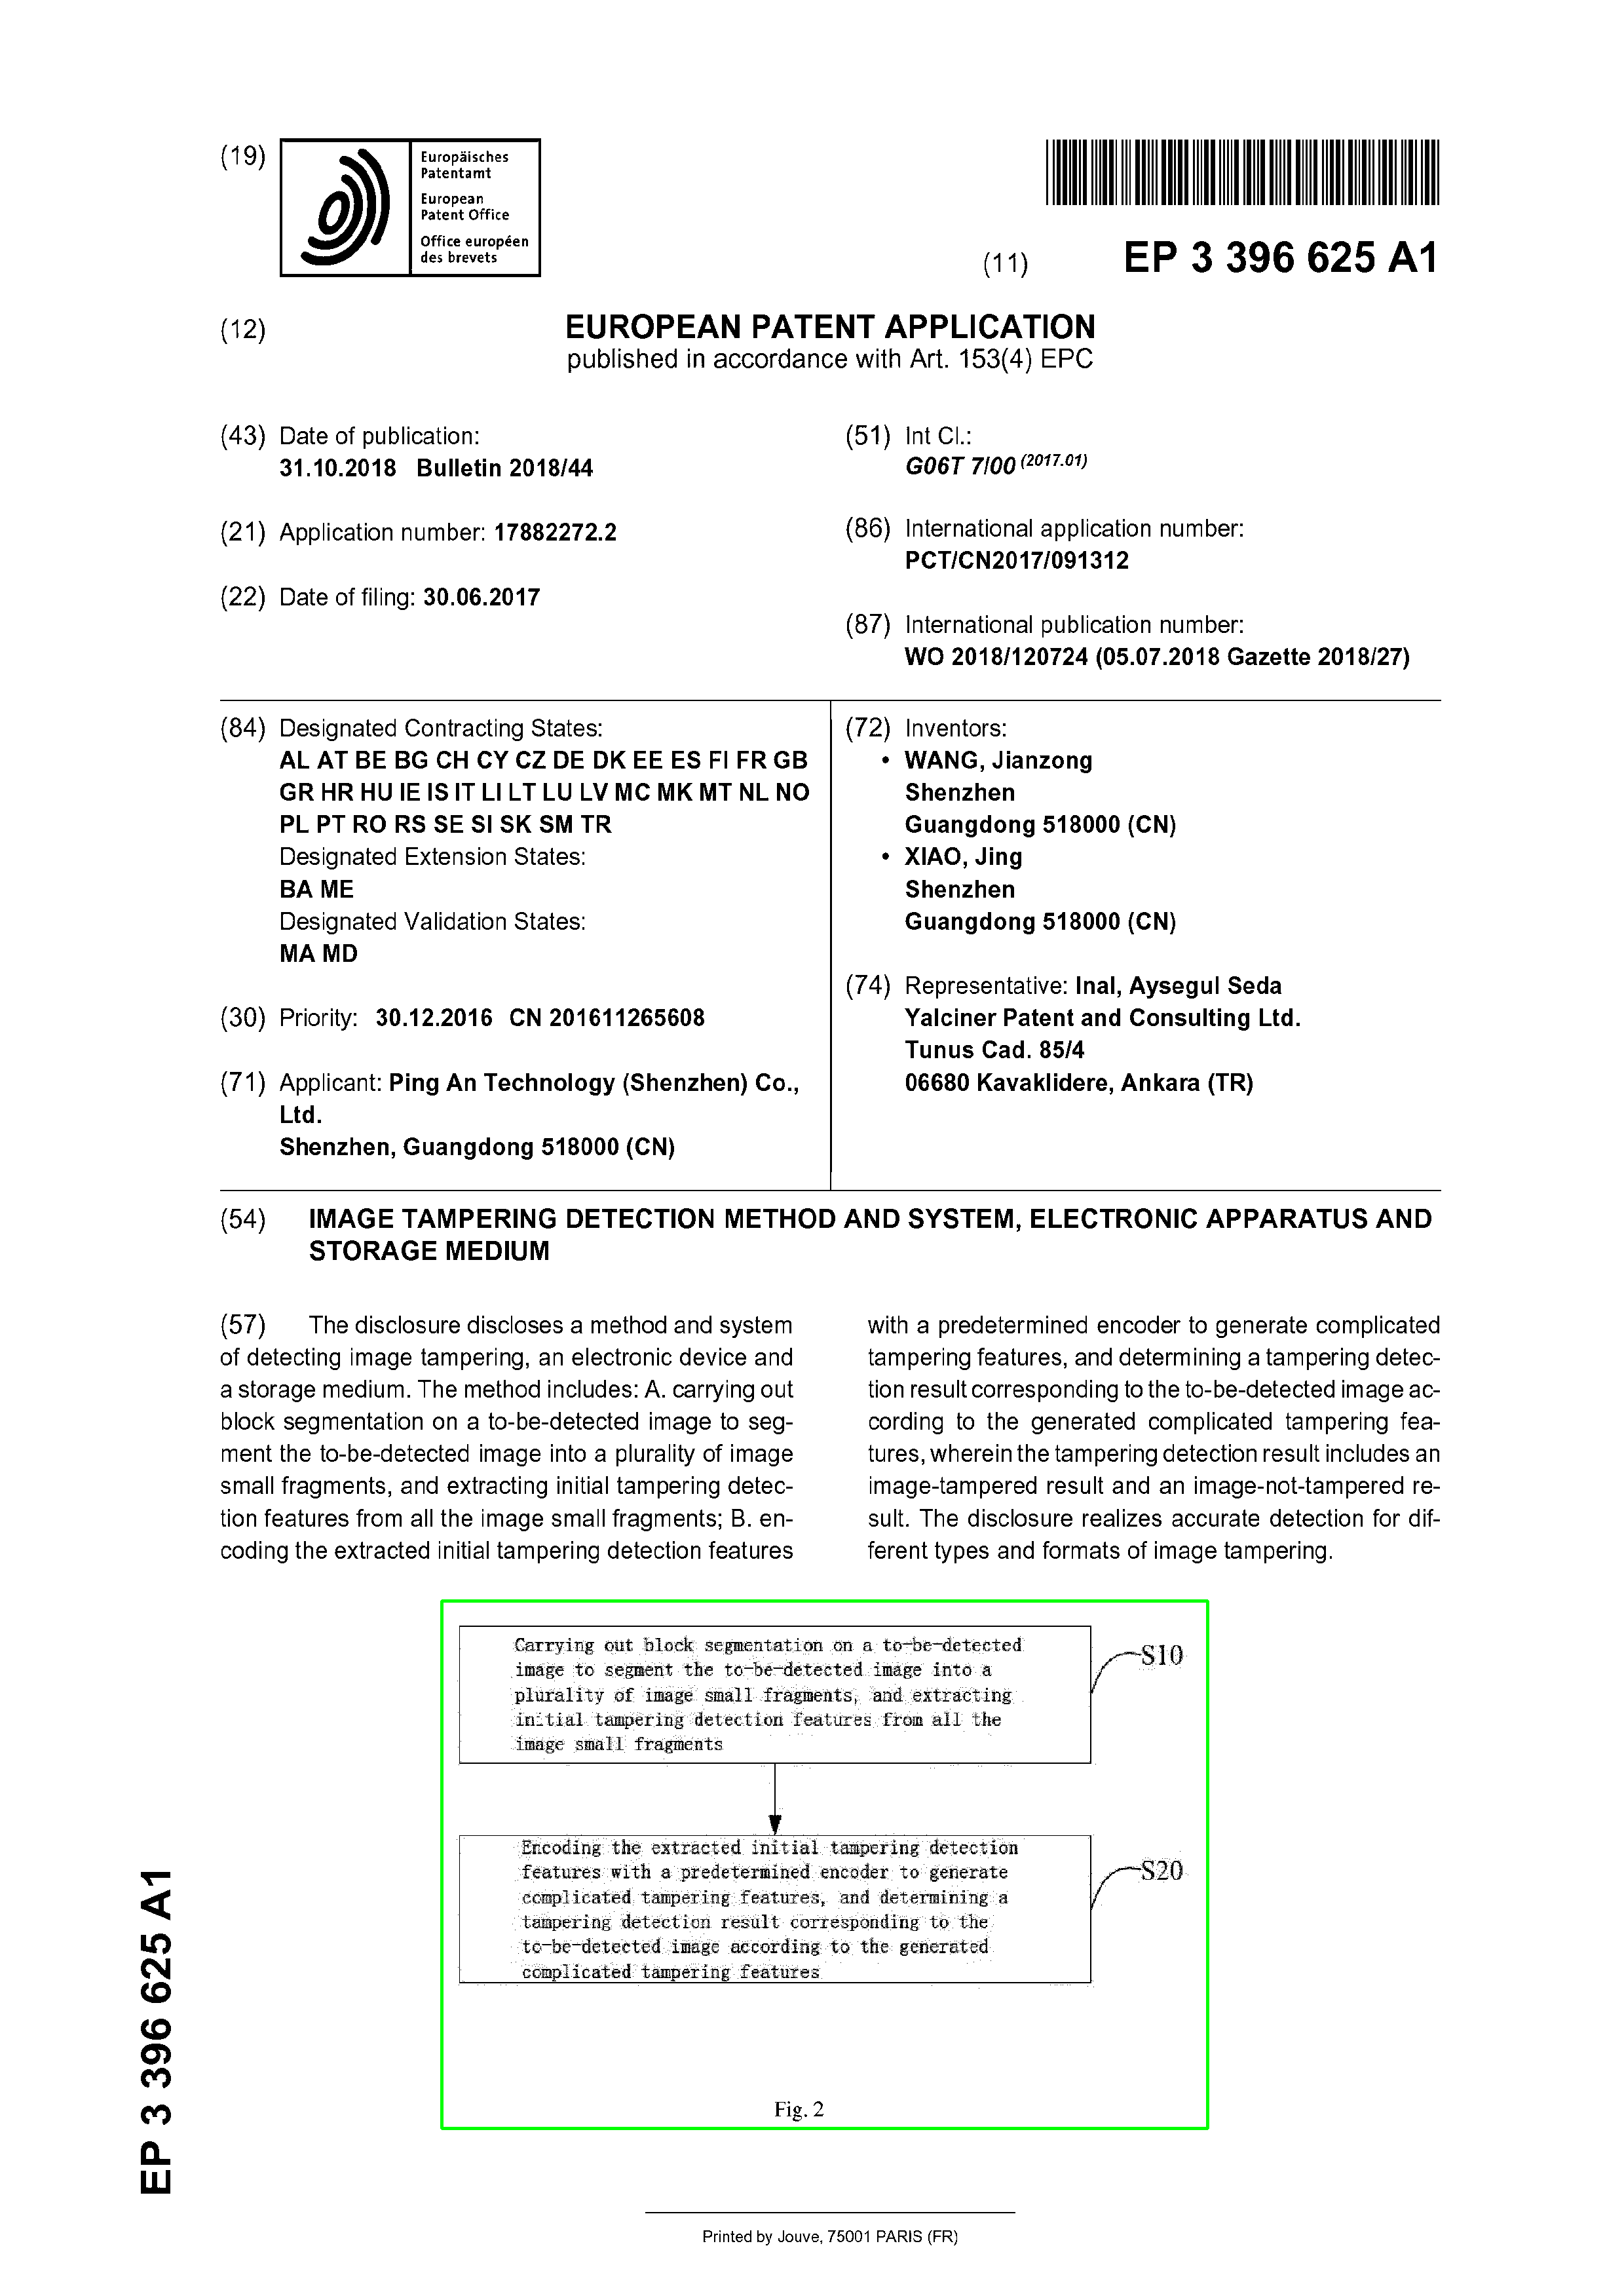 (19)
Europäisches
Patentamt
European
Patent Office
Office européen
des brevets
(11) EP 3 396 625 A1
(12) EUROPEAN PATENT APPLICATION
published in accordance with Art. 153(4) EPC
(43) Date of publication:
31.10.2018 Bulletin 2018/44
(21) Application number: 17882272.2
(22) Date of filing: 30.06.2017
(51) Int Cl.:
G06T 7/00 (2017.01)
(86) International application number:
PCT/CN2017/091312
(87) International publication number:
WO 2018/120724 (05.07.2018 Gazette 2018/27)
(84) Designated Contracting States:
AL AT BE BG CH CY CZ DE DK EE ES FI FR GB
GR HR HU IE IS IT LI LT LU LV MC MK MT NL NO
PL PT RO RS SE SI SK SM TR
Designated Extension States:
BA ME
Designated Validation States:
MA MD
(30) Priority: 30.12.2016 CN 201611265608
(71) Applicant: Ping An Technology (Shenzhen) Co.,
Ltd.
Shenzhen, Guangdong 518000 (CN)
(72) Inventors:
• WANG, Jianzong
Shenzhen
Guangdong 518000 (CN)
• XIAO, Jing
Shenzhen
Guangdong 518000 (CN)
(74) Representative: Inal, Aysegul Seda
Yalciner Patent and Consulting Ltd.
Tunus Cad. 85/4
06680 Kavaklidere, Ankara (TR)
(54) IMAGE TAMPERING DETECTION METHOD AND SYSTEM, ELECTRONIC APPARATUS AND
STORAGE MEDIUM
(57) The disclosure discloses a method and system
of detecting image tampering, an electronic device and
a storage medium. The method includes: A. carrying out
block segmentation on a to-be-detected image to seg-
ment the to-be-detected image into a plurality of image
small fragments, and extracting initial tampering detec-
tion features from all the image small fragments; B. en-
coding the extracted initial tampering detection features
with a predetermined encoder to generate complicated
tampering features, and determining a tampering detec-
tion result corresponding to the to-be-detected image ac-
cording to the generated complicated tampering fea-
tures, wherein the tampering detection result includes an
image-tampered result and an image-not-tampered re-
sult. The disclosure realizes accurate detection for dif-
ferent types and formats of image tampering.
Carrying out block segmentation on a to-be-detected
image to segment the to-be-detected image into a
plurality of image small fragments, and extracting
initial tampering detection features from all the
image small fragments
S10
Encoding the extracted initial tampering detection
features with a predetermined encoder to generate
complicated tampering features, and determining a
tampering detection result corresponding to the
to-be-detected image according to the generated
complicated tampering features
S20
Fig. 2
EP 3 396 625 A1
Printed by Jouve, 75001 PARIS (FR)